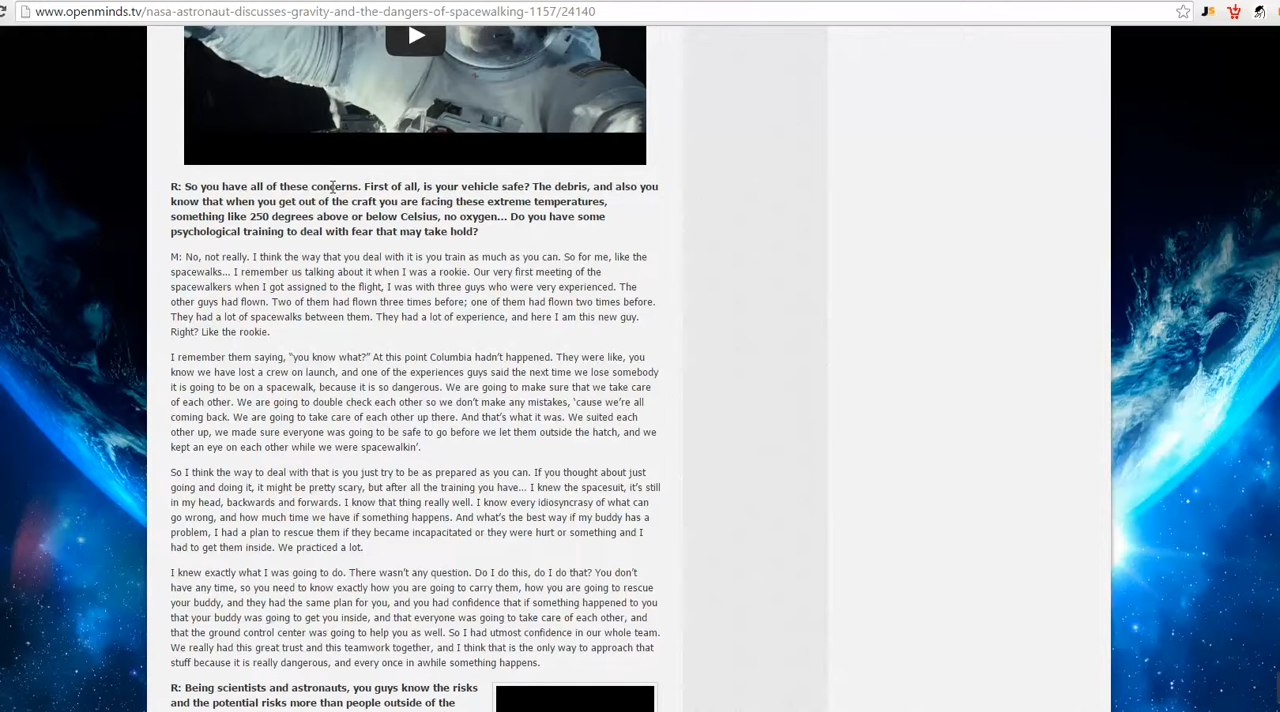 www.openminds.tv/nasa-astronaut-discusses-gravity-and-the-dangers-of-spacewalking-1157/24140
R: So you have all of these concerns. First of all, is your vehicle safe? The debris, and also you
know that when you get out of the craft you are facing these extreme temperatures,
something like 250 degrees above or below Celsius, no oxygen... Do you have some
psychological training to deal with fear that may take hold?
M: No, not really. I think the way that you deal with it is you train as much as you can. So for me, like the
spacewalks... I remember us talking about it when I was a rookie. Our very first meeting of the
spacewalkers when I got assigned to the flight, I was with three guys who were very experienced. The
other guys had flown. Two of them had flown three times before; one of them had flown two times before.
They had a lot of spacewalks between them. They had a lot of experience, and here I am this new guy.
Right? Like the rookie.
I remember them saying, “you know what?” At this point Columbia hadn’t happened. They were like, you
know we have lost a crew on launch, and one of the experiences guys said the next time we lose somebody
it is going to be on a spacewalk, because it is so dangerous. We are going to make sure that we take care
of each other. We are going to double check each other so we don’t make any mistakes, ‘cause we’re all
coming back. We are going to take care of each other up there. And that’s what it was. We suited each
other up, we made sure everyone was going to be safe to go before we let them outside the hatch, and we
kept an eye on each other while we were spacewalkin’.
So I think the way to deal with that is you just try to be as prepared as you can. If you thought about just
going and doing it, it might be pretty scary, but after all the training you have... I knew the spacesuit, it’s still
in my head, backwards and forwards. I know that thing really well. I know every idiosyncrasy of what can
go wrong, and how much time we have if something happens. And what’s the best way if my buddy has a
problem, I had a plan to rescue them if they became incapacitated or they were hurt or something and I
had to get them inside. We practiced a lot.
I knew exactly what I was going to do. There wasn’t any question. Do I do this, do I do that? You don’t
have any time, so you need to know exactly how you are going to carry them, how you are going to rescue
your buddy, and they had the same plan for you, and you had confidence that if something happened to you
that your buddy was going to get you inside, and that everyone was going to take care of each other, and
that the ground control center was going to help you as well. So I had utmost confidence in our whole team.
We really had this great trust and this teamwork together, and I think that is the only way to approach that
stuff because it is really dangerous, and every once in awhile something happens.
R: Being scientists and astronauts, you guys know the risks
and the potential risks more than people outside of the